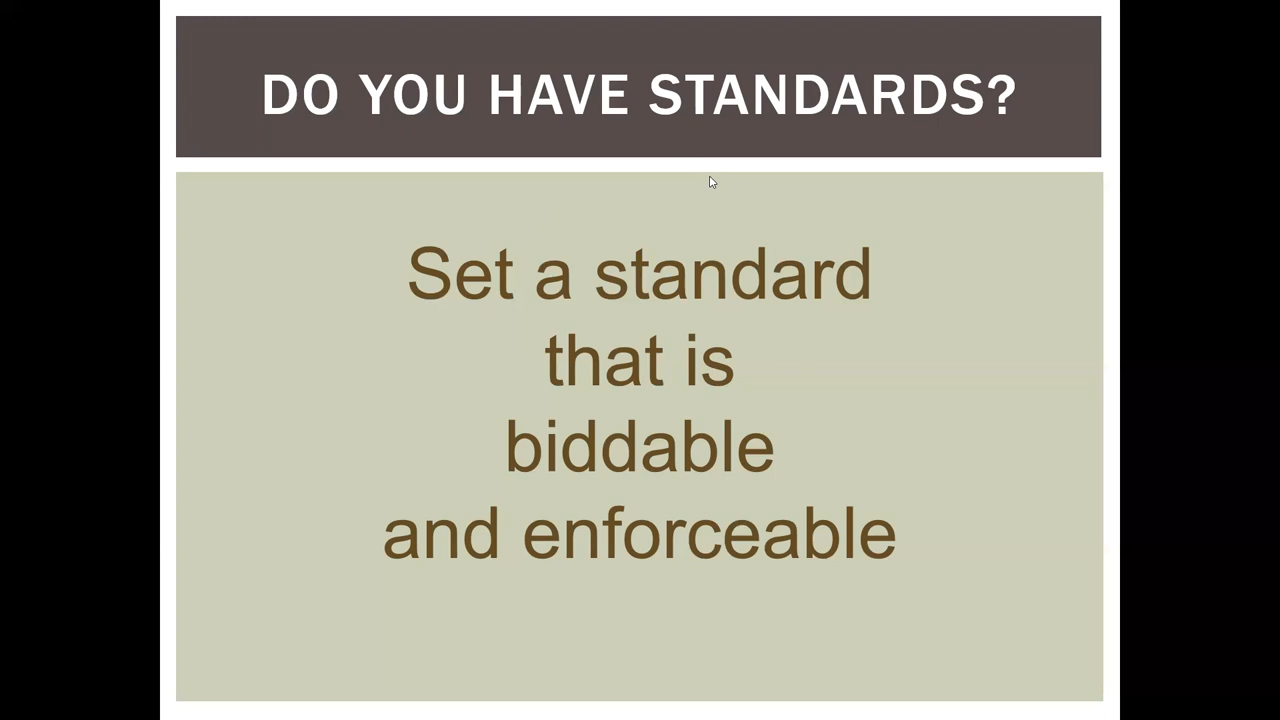 DO YOU HAVE STANDARDS?
Set a standard
that is
biddable
and enforceable